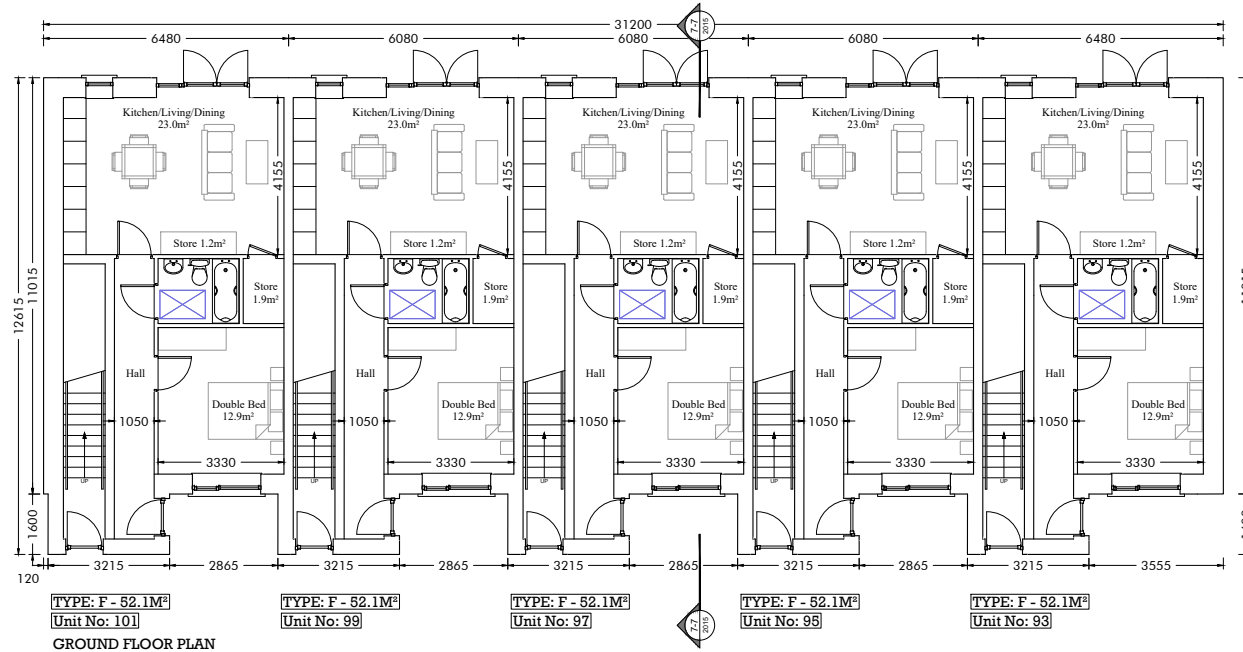 31200
7-7
2015
6480
6080
6080
6080
6480
Kitchen/Living/Dining
23.0m²
Kitchen/Living/Dining
23.0m²
Kitchen/Living/Dining
23.0m²
Kitchen/Living/Dining
23.0m²
Kitchen/Living/Dining
23.0m²
4155
4155
4155
4155
4155
12615
11015
Store 1.2m²
Store 1.2m²
Store 1.2m²
Store 1.2m²
Store 1.2m²
Store
1.9m²
Store
1.9m²
Store
1.9m²
Store
1.9m²
Store
1.9m²
Hall
Hall
Hall
Hall
Hall
Double Bed
12.9m²
Double Bed
12.9m²
Double Bed
12.9m²
Double Bed
12.9m²
Double Bed
12.9m²
1050
1050
1050
1050
1050
3330
3330
3330
3330
3330
UP
UP
UP
UP
UP
1600
120
3215
2865
3215
2865
3215
2865
3215
2865
3215
3555
TYPE: F - 52.1M²
Unit No: 101
TYPE: F - 52.1M²
Unit No: 99
TYPE: F - 52.1M²
Unit No: 97
TYPE: F - 52.1M²
Unit No: 95
TYPE: F - 52.1M²
Unit No: 93
7-7
2015
GROUND FLOOR PLAN